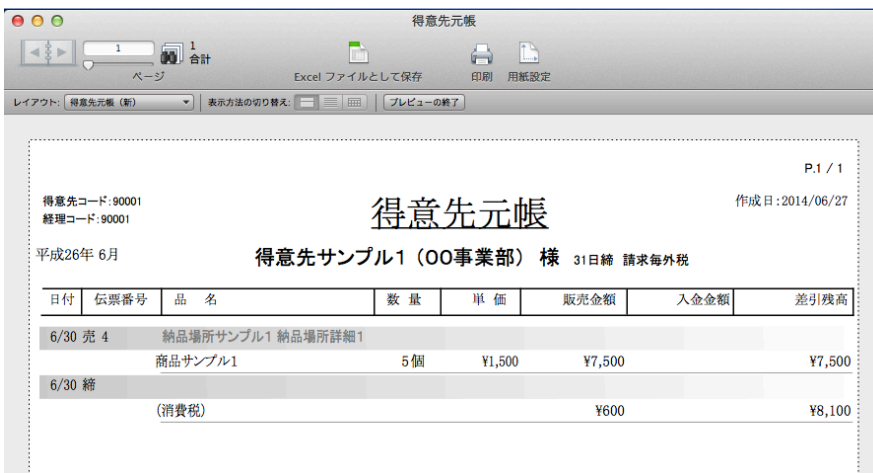 得意先元帳
1
1
合計
ページ
Excel ファイルとして保存
印刷
用紙設定
レイアウト: 得意先元帳(新) 表示方法の切り替え: プレビューの終了
P.1 / 1
得意先コード:90001
経理コード:90001
得意先元帳
作成日:2014/06/27
平成26年 6月
得意先サンプル1(OO事業部) 様 31日締 請求毎外税
日付 伝票番号 品 名 数 量 単 価 販売金額 入金金額 差引残高
6/30 売 4 納品場所サンプル1 納品場所詳細1
商品サンプル1 5個 ¥1,500 ¥7,500 ¥7,500
6/30 締
(消費税) ¥600 ¥8,100